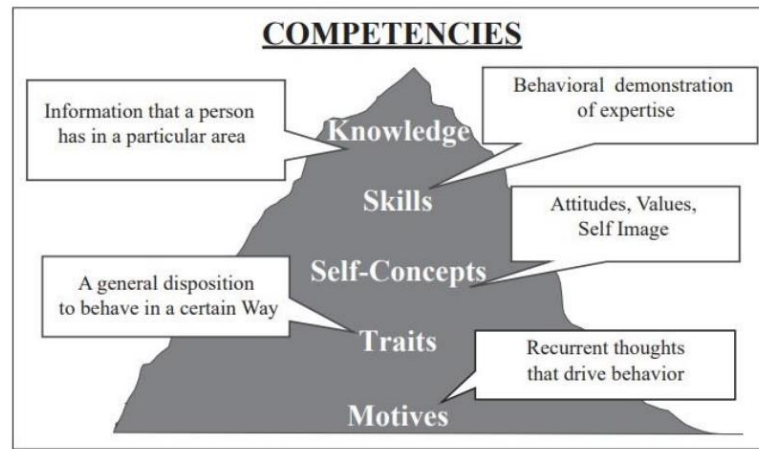 COMPETENCIES
Information that a person
has in a particular area
Behavioral demonstration
of expertise
Knowledge
Skills
Attitudes, Values,
Self Image
Self-Concepts
A general disposition
to behave in a certain Way
Traits
Recurrent thoughts
that drive behavior
Motives